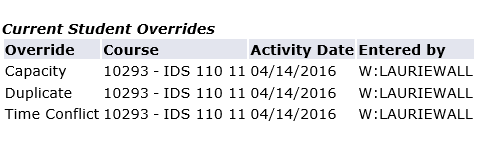 Current Student Overrides
Override Course Activity Date Entered by
Capacity 10293 - IDS 110 11 04/14/2016 W:LAURIEWALL
Duplicate 10293 - IDS 110 11 04/14/2016 W:LAURIEWALL
Time Conflict 10293 - IDS 110 11 04/14/2016 W:LAURIEWALL